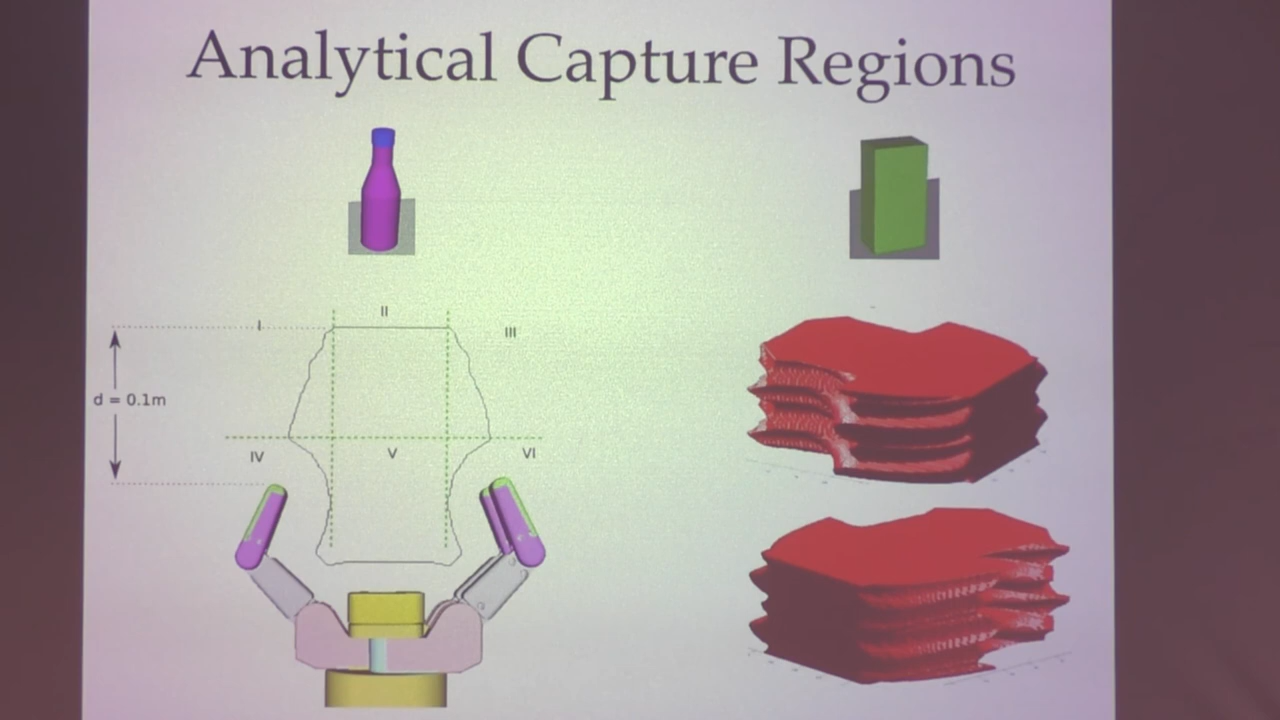 Analytical Capture Regions
I
II
III
d = 0.1m
IV
V
VI